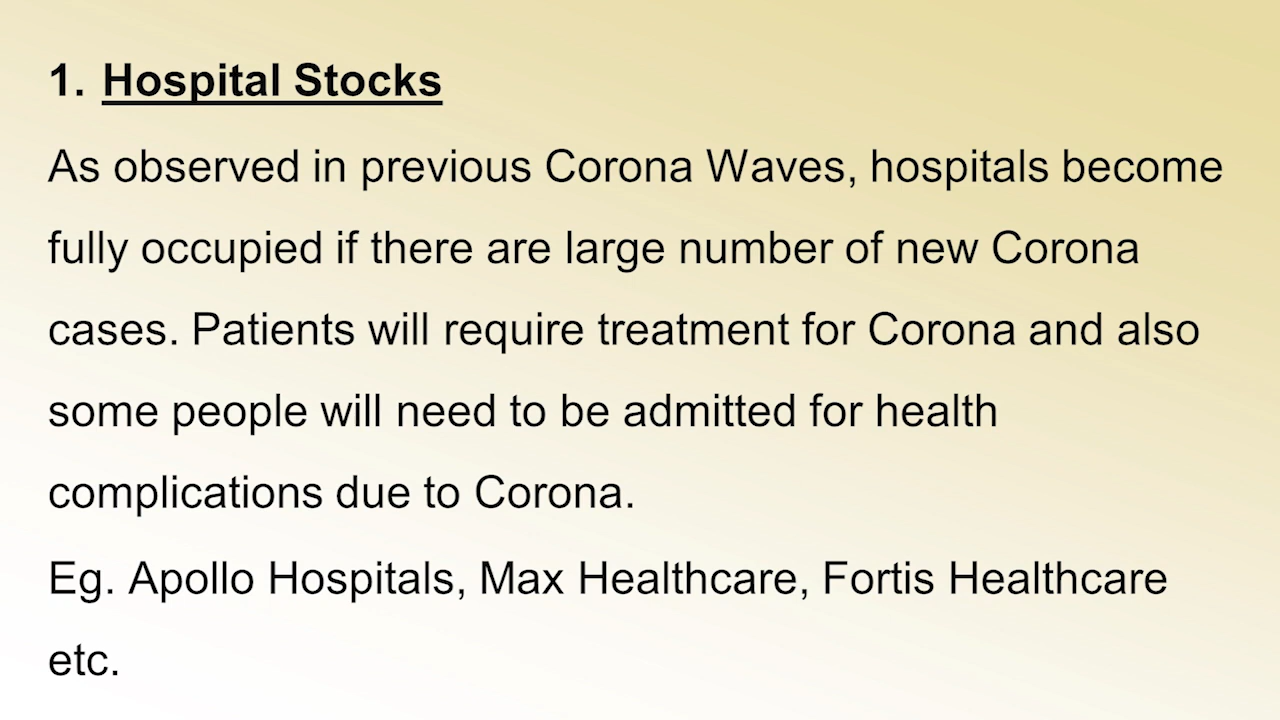 1. Hospital Stocks
As observed in previous Corona Waves, hospitals become
fully occupied if there are large number of new Corona
cases. Patients will require treatment for Corona and also
some people will need to be admitted for health
complications due to Corona.
Eg. Apollo Hospitals, Max Healthcare, Fortis Healthcare
etc.